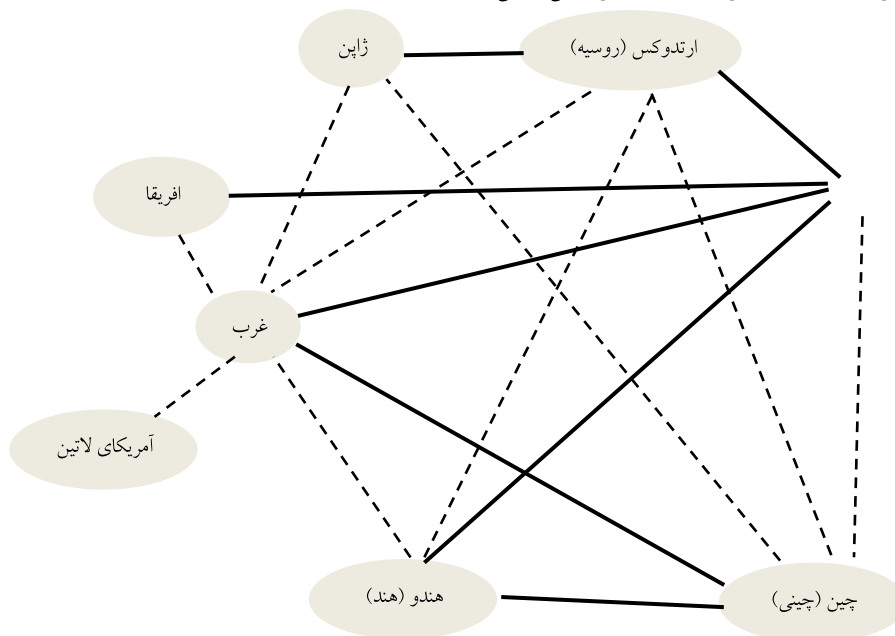 ارتدوکس (روسیه)
ژاپن
افریقا
غرب
آمریکای لاتین
هندو (هند)
چین (چینی)